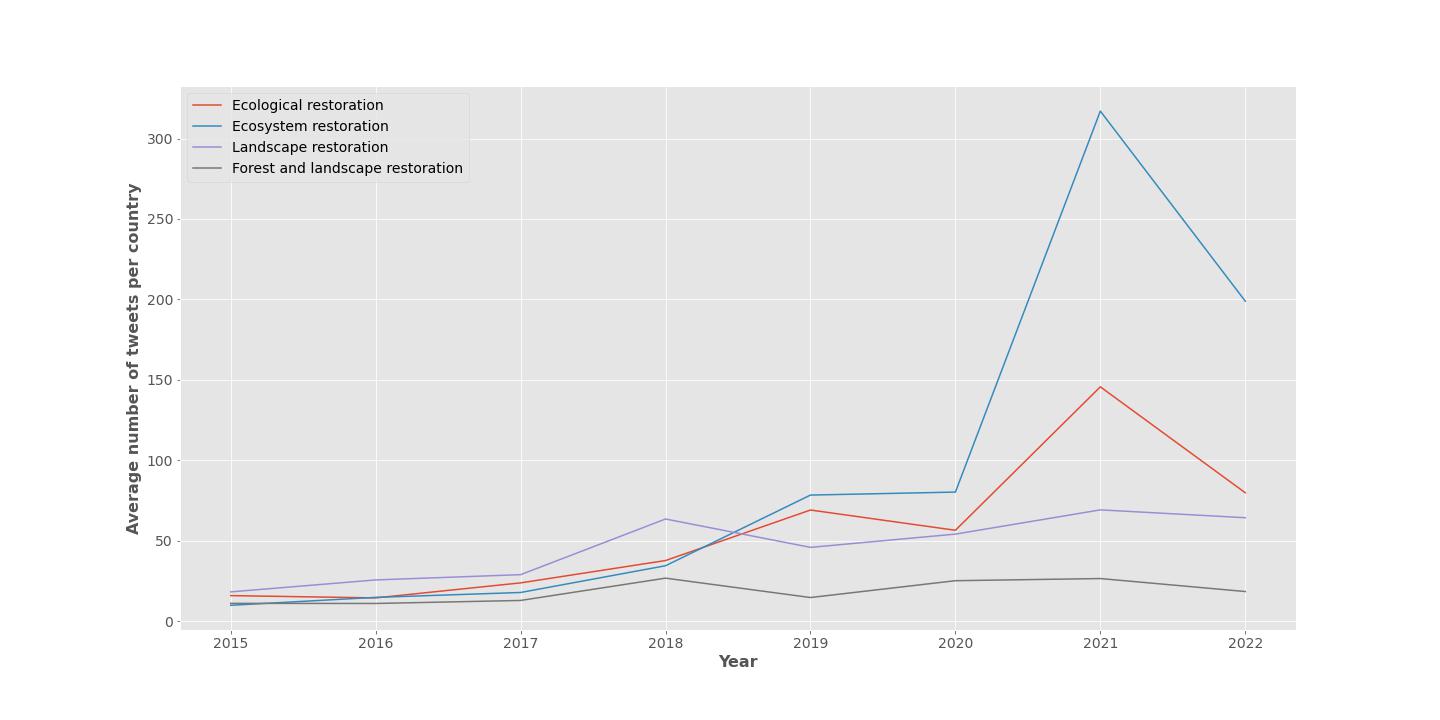 Ecological restoration
Ecosystem restoration
Landscape restoration
Forest and landscape restoration
Average number of tweets per country
300
250
200
150
100
50
0
2015 2016 2017 2018 2019 2020 2021 2022
Year